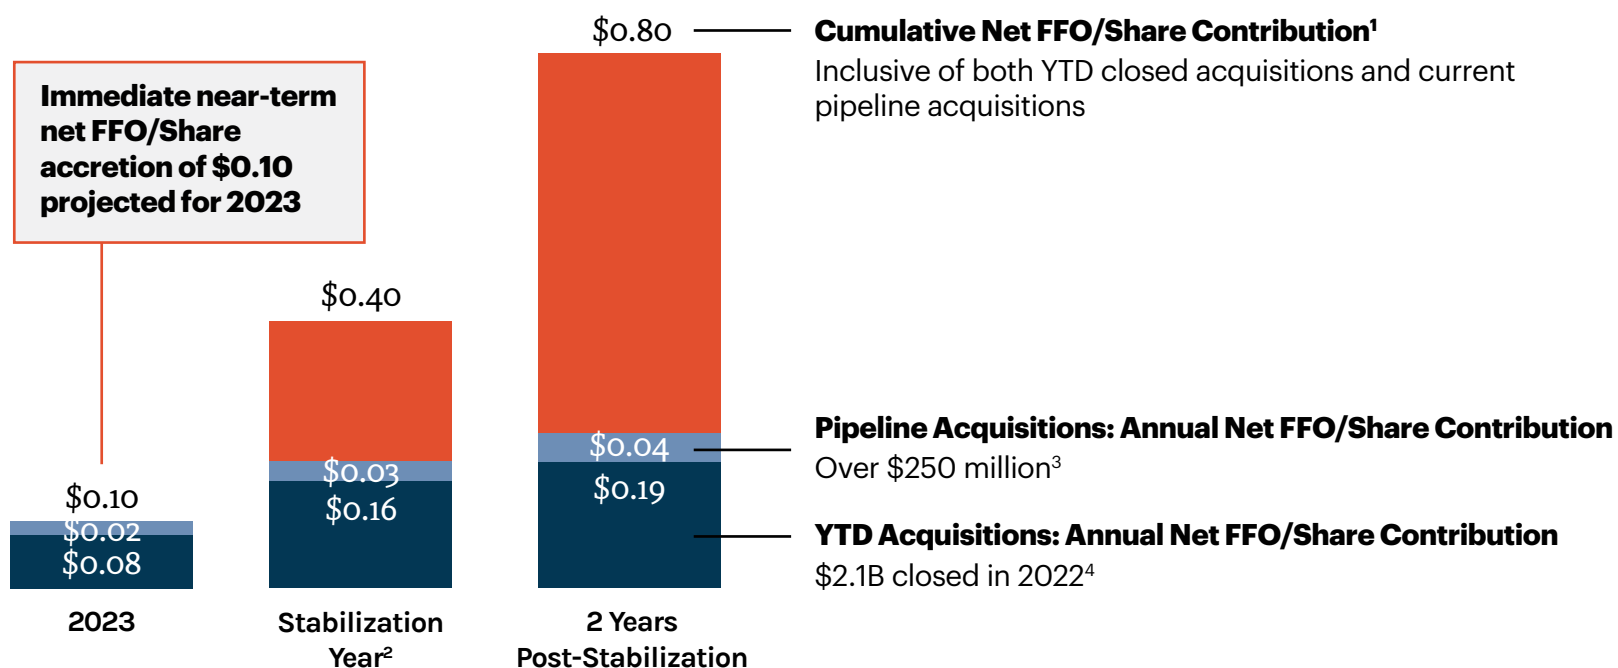 $0.80
Cumulative Net FFO/Share Contribution¹
Inclusive of both YTD closed acquisitions and current
pipeline acquisitions
Immediate near-term
net FFO/Share
accretion of $0.10
projected for 2023
$0.40
$0.04
Pipeline Acquisitions: Annual Net FFO/Share Contribution
Over $250 million³
$0.03
$0.19
$0.16
$0.10
$0.02
$0.08
YTD Acquisitions: Annual Net FFO/Share Contribution
$2.1B closed in 2022⁴
2023
Stabilization
Year²
2 Years
Post-Stabilization